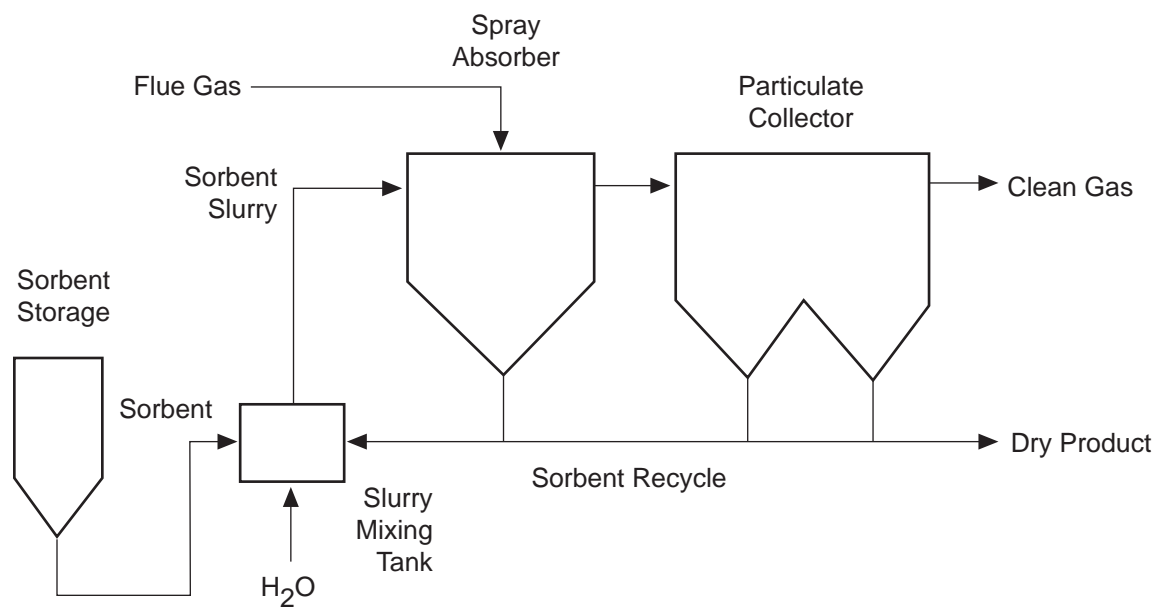 Spray
Absorber
Flue Gas
Particulate
Collector
Sorbent
Slurry
Clean Gas
Sorbent
Storage
Sorbent
Dry Product
Sorbent Recycle
Slurry
Mixing
Tank
H2O